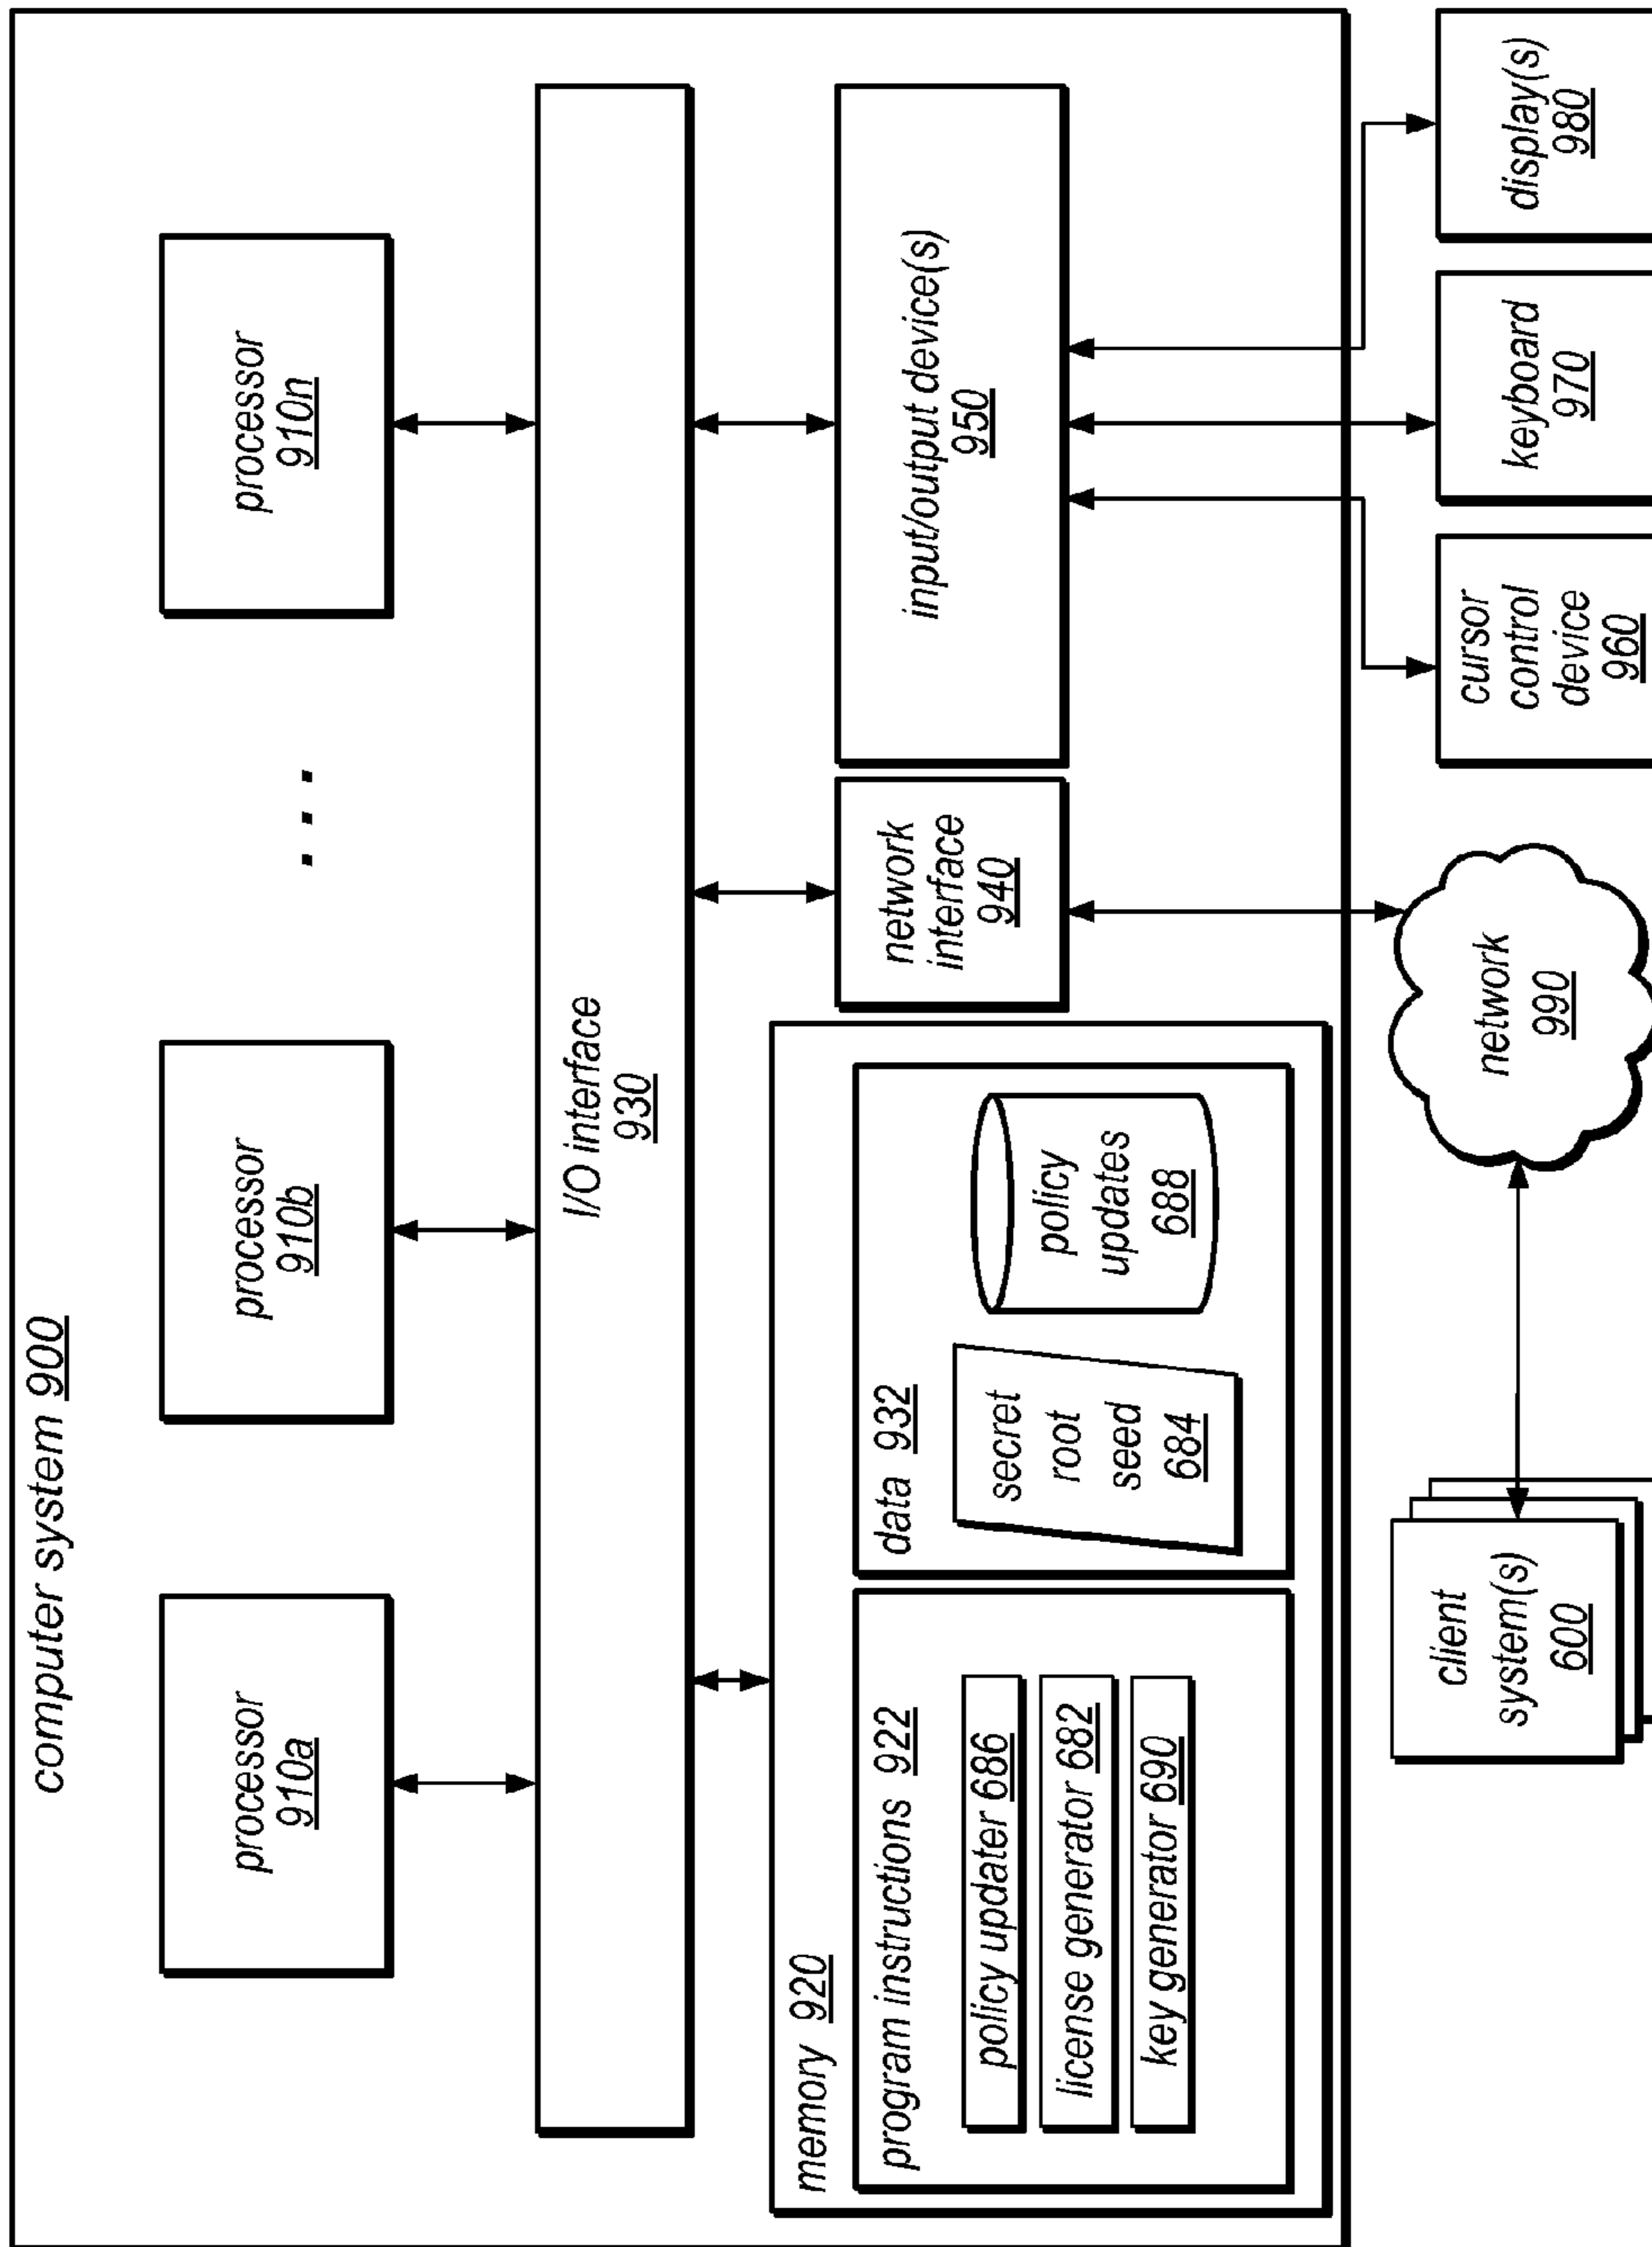 computer system 900
processor
910a
processor
910b
. . .
processor
910n
I/O interface
930
memory 920
program instructions 922
policy updater 686
license generator 682
key generator 690
data 932
secret
root
seed
684
policy
updates
688
network
interface
940
input/output device(s)
950
client
system(s)
600
network
990
cursor
control
device
960
keyboard
970
display(s)
980